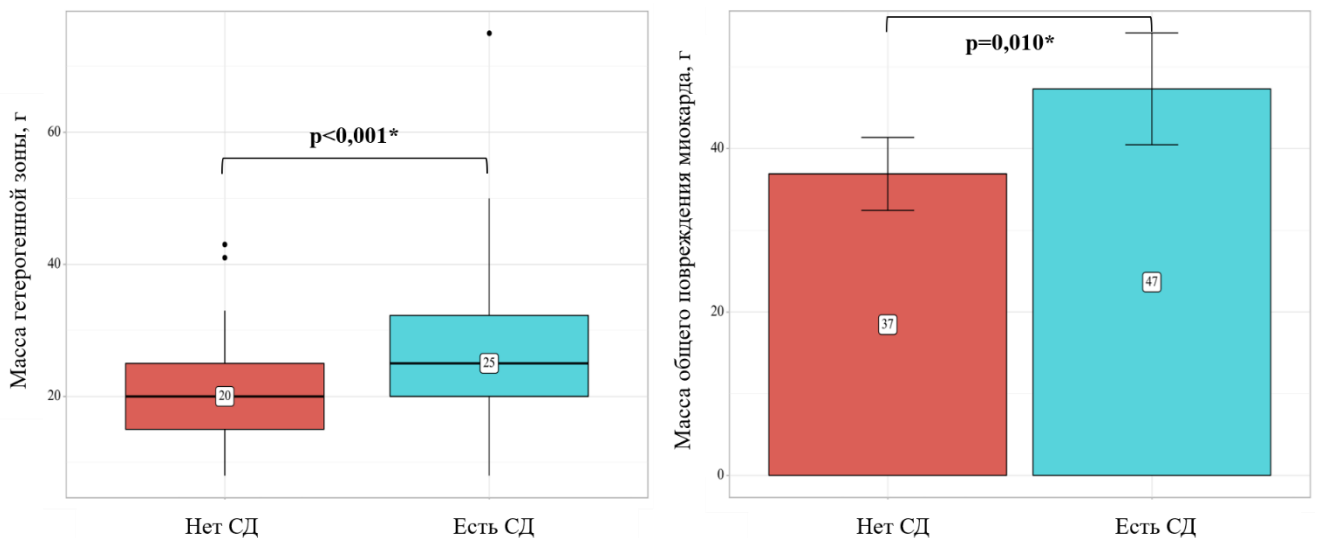 Масса гетерогенной зоны, г
60
40
20
p<0,001*
20
25
Нет СД
Есть СД
Масса общего повреждения миокарда, г
40
20
0
p=0,010*
37
47
Нет СД
Есть СД